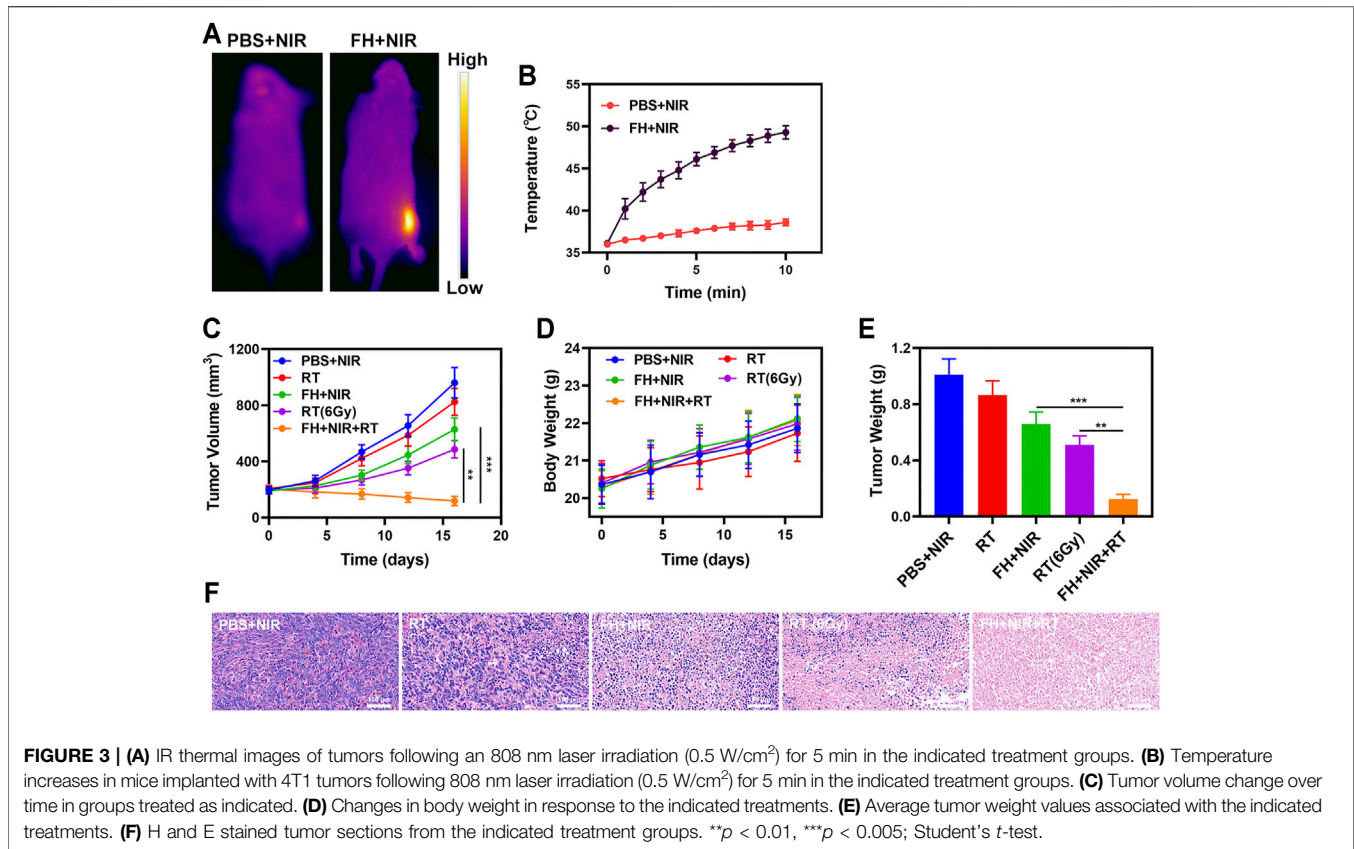 A
PBS+NIR FH+NIR
High
Low
B
55
50
45
40
35
Temperature (°C)
PBS+NIR
FH+NIR
0 5 10
Time (min)
C
1200
800
400
0
Tumor Volume (mm³)
PBS+NIR
RT
FH+NIR
RT(6Gy)
FH+NIR+RT
**
***
0 5 10 15 20
Time (days)
D
24
23
22
21
20
Body Weight (g)
PBS+NIR RT
FH+NIR RT(6Gy)
FH+NIR+RT
0 5 10 15
Time (days)
E
1.2
0.8
0.4
0.0
Tumor Weight (g)
***
**
PBS+NIR
RT
FH+NIR
RT(6Gy)
FH+NIR+RT
F
PBS+NIR RT FH+NIR RT (6Gy) FH+NIR+RT
FIGURE 3 | (A) IR thermal images of tumors following an 808 nm laser irradiation (0.5 W/cm²) for 5 min in the indicated treatment groups. (B) Temperature
increases in mice implanted with 4T1 tumors following 808 nm laser irradiation (0.5 W/cm²) for 5 min in the indicated treatment groups. (C) Tumor volume change over
time in groups treated as indicated. (D) Changes in body weight in response to the indicated treatments. (E) Average tumor weight values associated with the indicated
treatments. (F) H and E stained tumor sections from the indicated treatment groups. **p < 0.01, ***p < 0.005; Student's t-test.